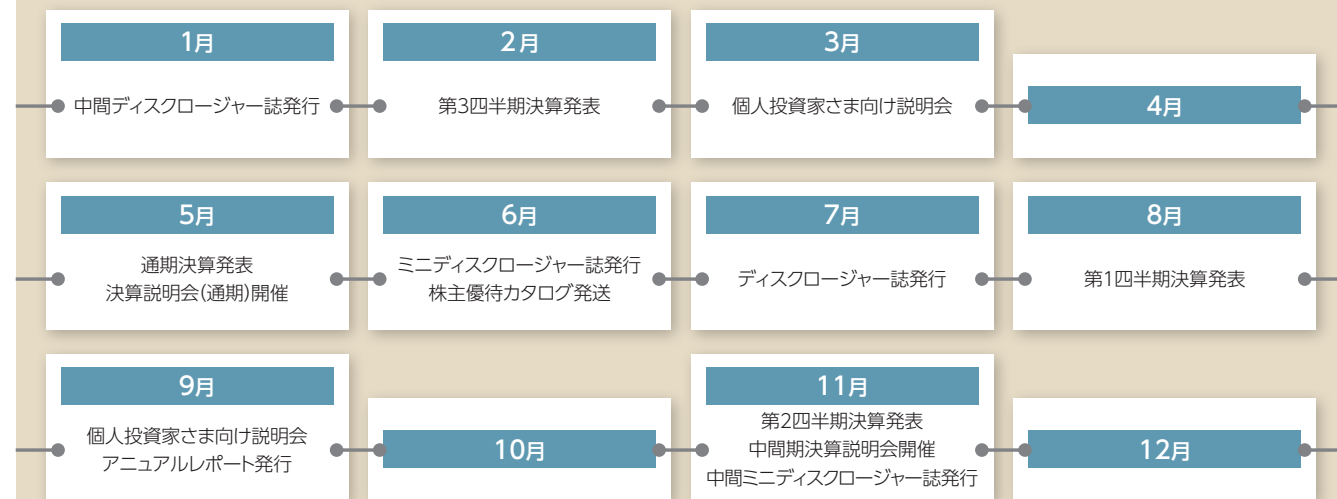 1月
中間ディスクロージャー誌発行
2月
第3四半期決算発表
3月
個人投資家さま向け説明会
4月
5月
通期決算発表
決算説明会(通期)開催
6月
ミニディスクロージャー誌発行
株主優待カタログ発送
7月
ディスクロージャー誌発行
8月
第1四半期決算発表
9月
個人投資家さま向け説明会
アニュアルレポート発行
10月
11月
第2四半期決算発表
中間期決算説明会開催
中間ミニディスクロージャー誌発行
12月